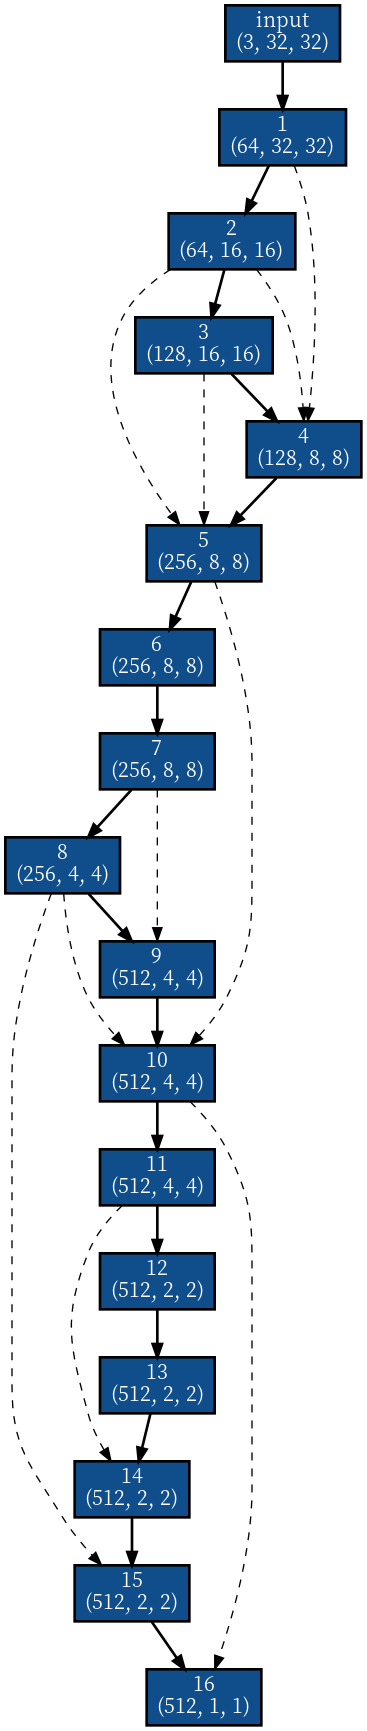 input
(3, 32, 32)
1
(64, 32, 32)
2
(64, 16, 16)
3
(128, 16, 16)
4
(128, 8, 8)
5
(256, 8, 8)
6
(256, 8, 8)
7
(256, 8, 8)
8
(256, 4, 4)
9
(512, 4, 4)
10
(512, 4, 4)
11
(512, 4, 4)
12
(512, 2, 2)
13
(512, 2, 2)
14
(512, 2, 2)
15
(512, 2, 2)
16
(512, 1, 1)